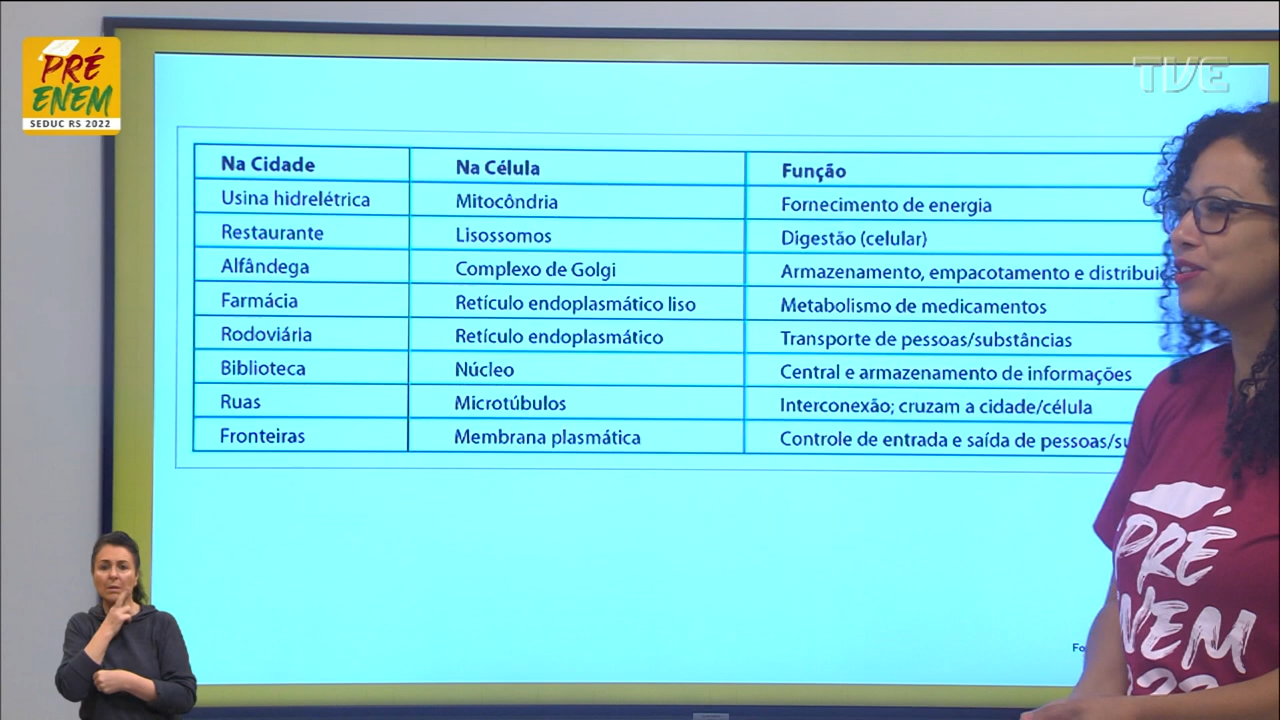 PRÉ
ENEM
SEDUC RS 2022
TVE
Na Cidade Na Célula Função
Usina hidrelétrica Mitocôndria Fornecimento de energia
Restaurante Lisossomos Digestão (celular)
Alfândega Complexo de Golgi Armazenamento, empacotamento e
Farmácia Retículo endoplasmático liso Metabolismo de medicamentos
Rodoviária Retículo endoplasmático Transporte de pessoas/substâncias
Biblioteca Núcleo Central e armazenamento de informações
Ruas Microtúbulos Interconexão; cruzam a cidade/célula
Fronteiras Membrana plasmática Controle de entrada e saída de
PRÉ
ENEM